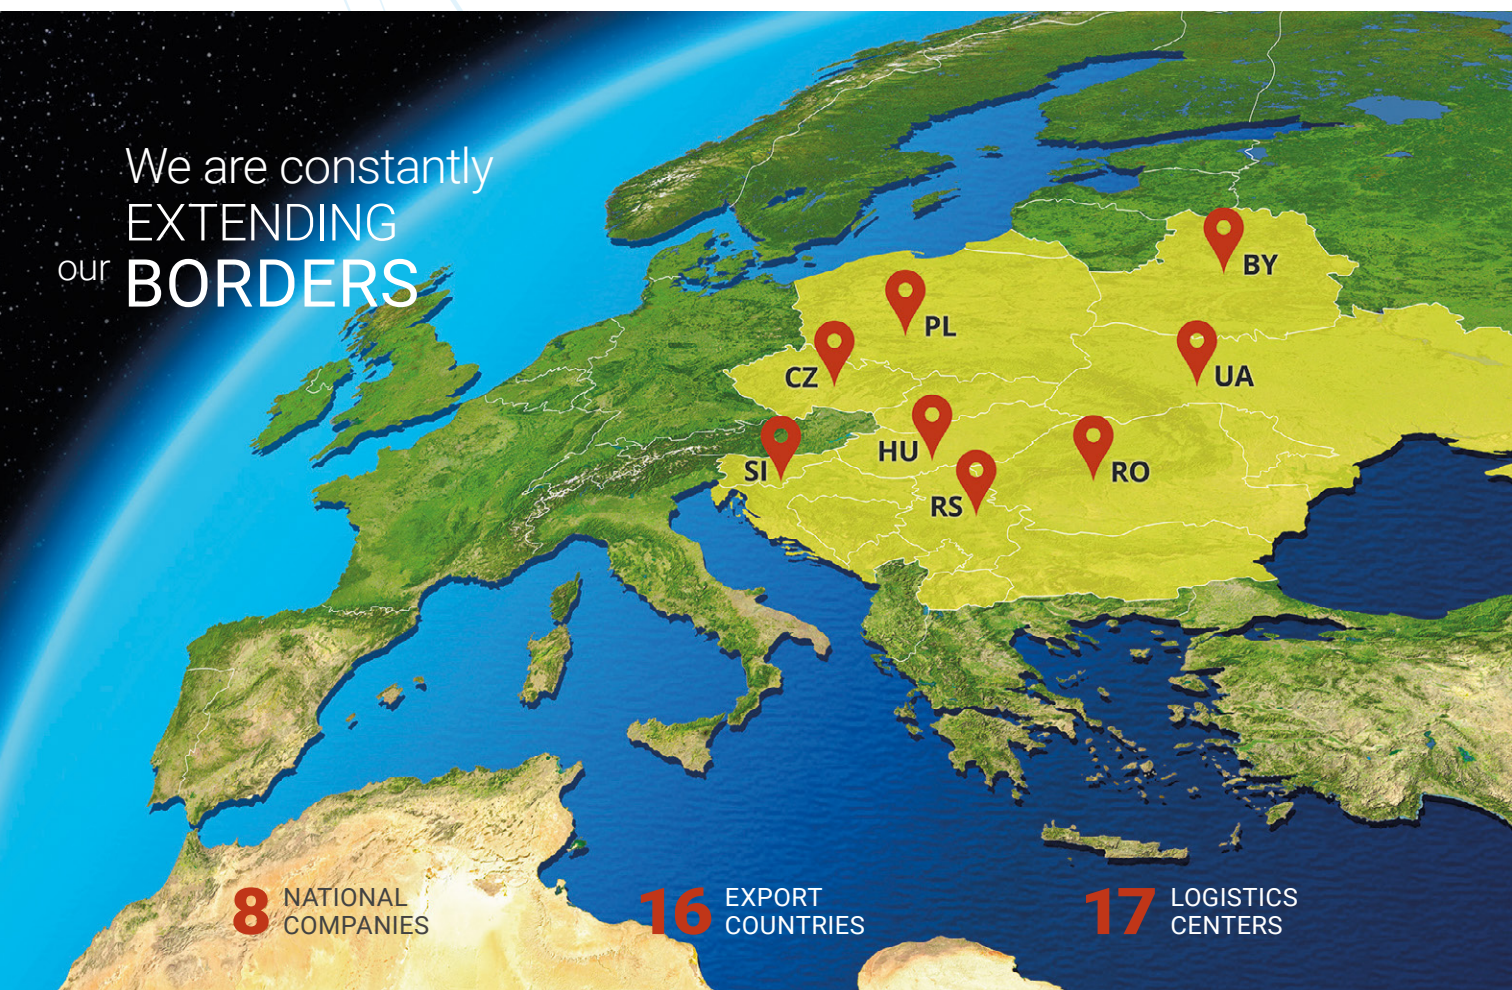 We are constantly
EXTENDING
our BORDERS
BY
PL
CZ
UA
HU
SI
RO
RS
8 NATIONAL
COMPANIES
16 EXPORT
COUNTRIES
17 LOGISTICS
CENTERS